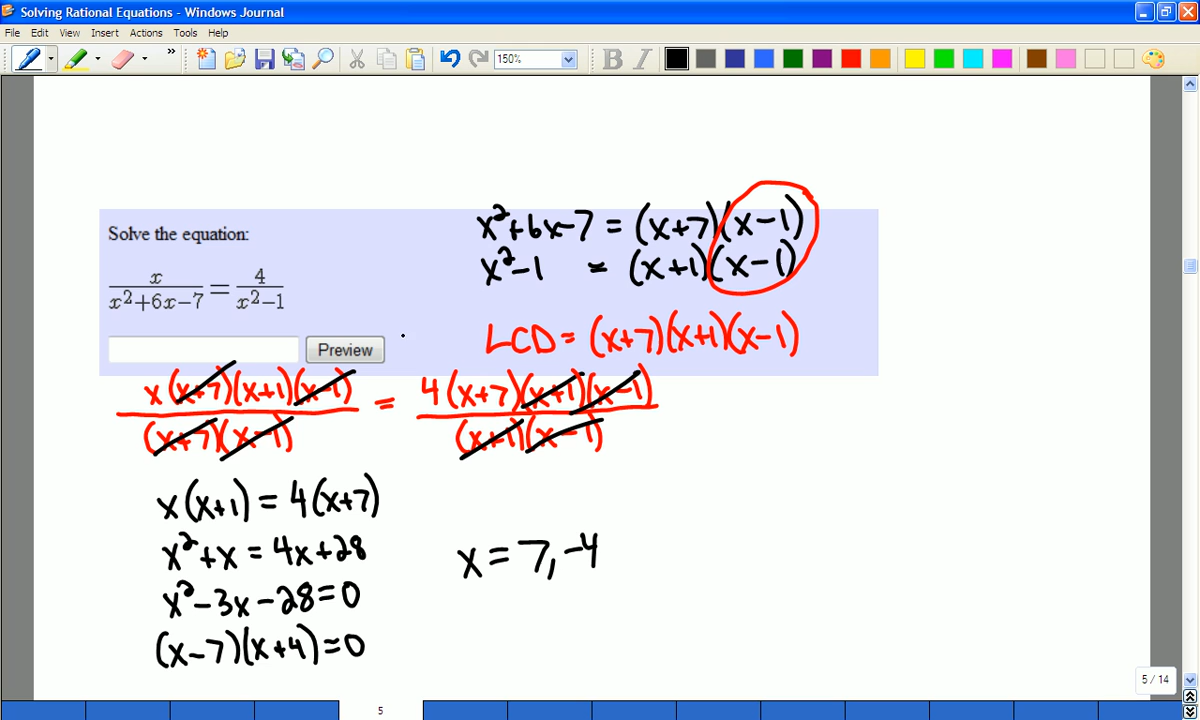 Solving Rational Equations - Windows Journal
File Edit View Insert Actions Tools Help
»
150%
B I
x²+6x-7 = (x+7)(x-1)
Solve the equation:
x² - 1 = (x+1)(x-1)
x/(x²+6x-7) = 4/(x²-1)
LCD = (x+7)(x+1)(x-1)
Preview
x(x+7)(x+1)(x-1)/((x+7)(x-1)) = 4(x+7)(x+1)(x-1)/((x+1)(x-1))
x(x+1) = 4(x+7)
x² + x = 4x+28
x = 7, -4
x² - 3x - 28 = 0
(x-7)(x+4) = 0
5 / 14
5